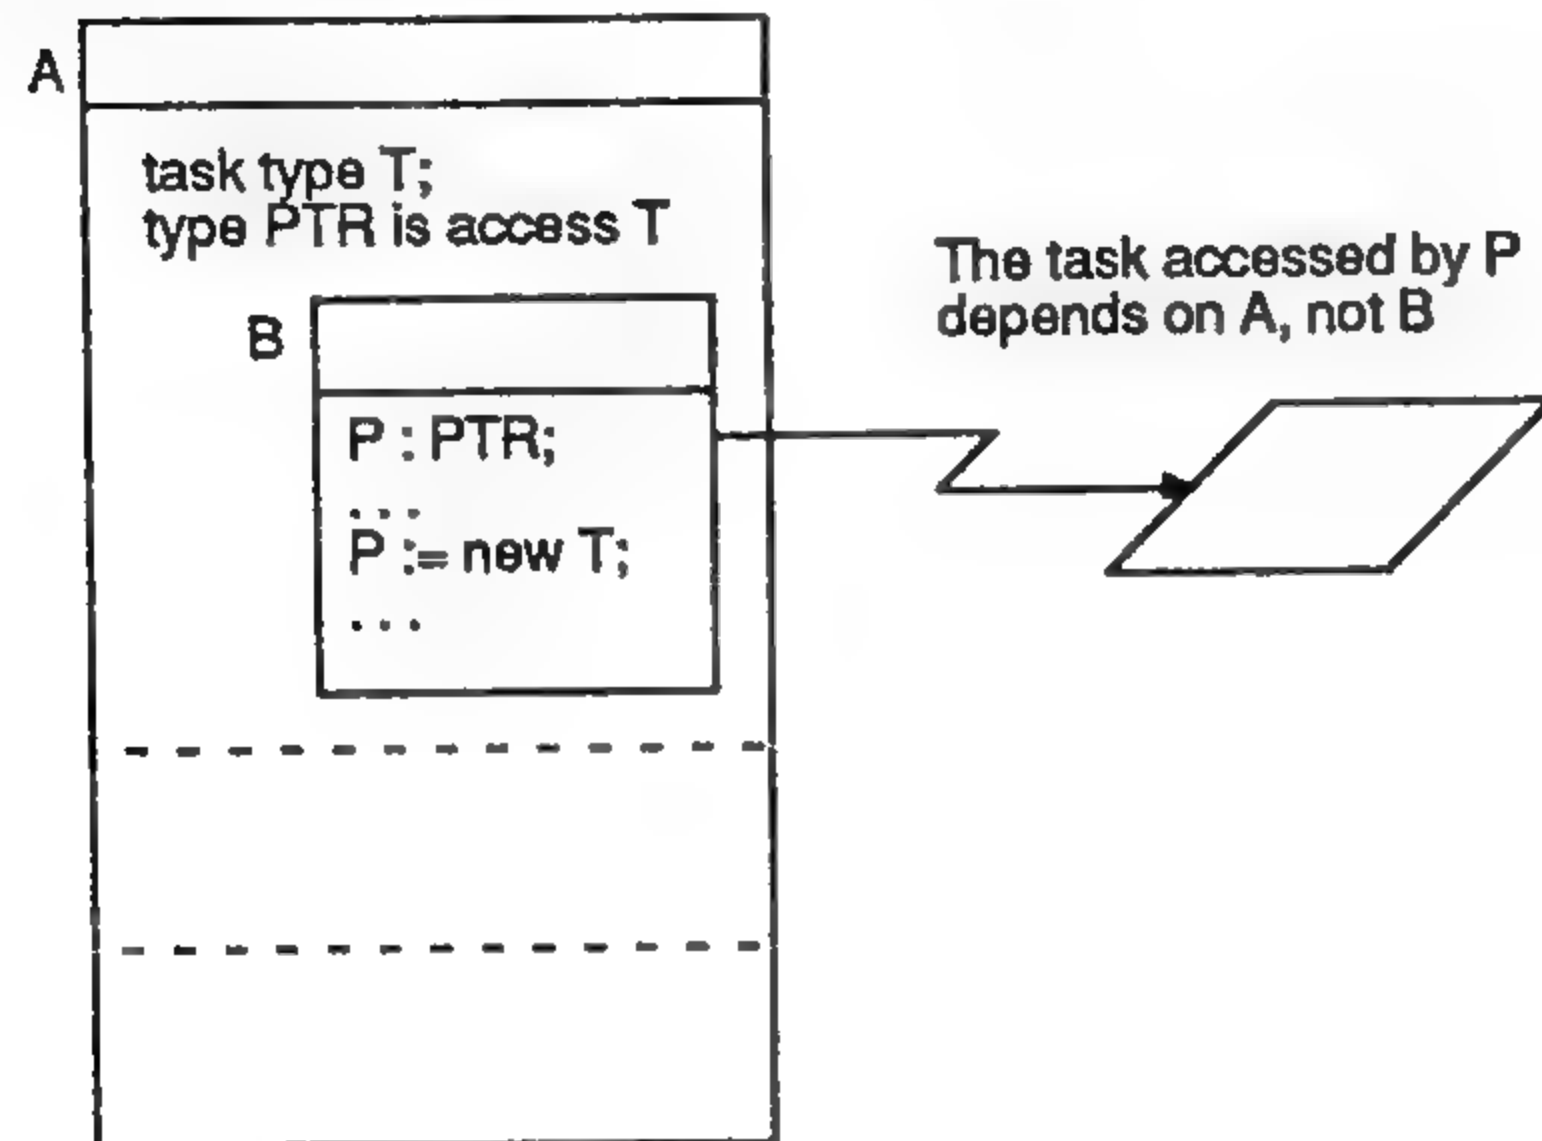 A
task type T;
type PTR is access T
The task accessed by P
depends on A, not B
B
P : PTR;
...
P := new T;
...